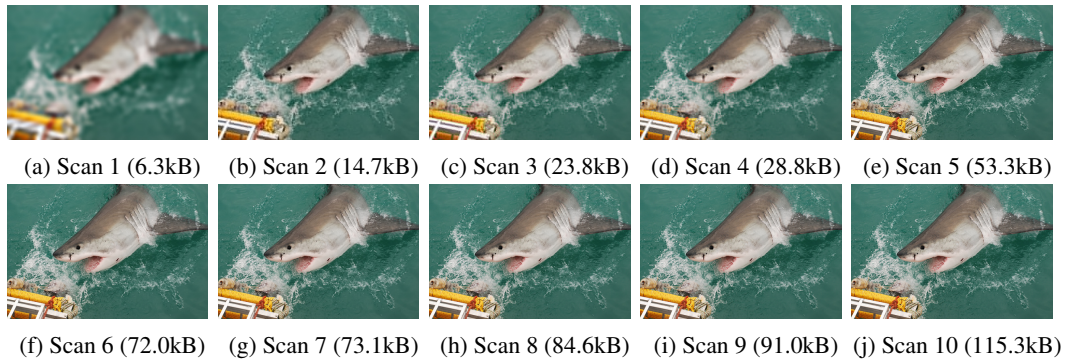 (a) Scan 1 (6.3kB) (b) Scan 2 (14.7kB) (c) Scan 3 (23.8kB) (d) Scan 4 (28.8kB) (e) Scan 5 (53.3kB)
(f) Scan 6 (72.0kB) (g) Scan 7 (73.1kB) (h) Scan 8 (84.6kB) (i) Scan 9 (91.0kB) (j) Scan 10 (115.3kB)